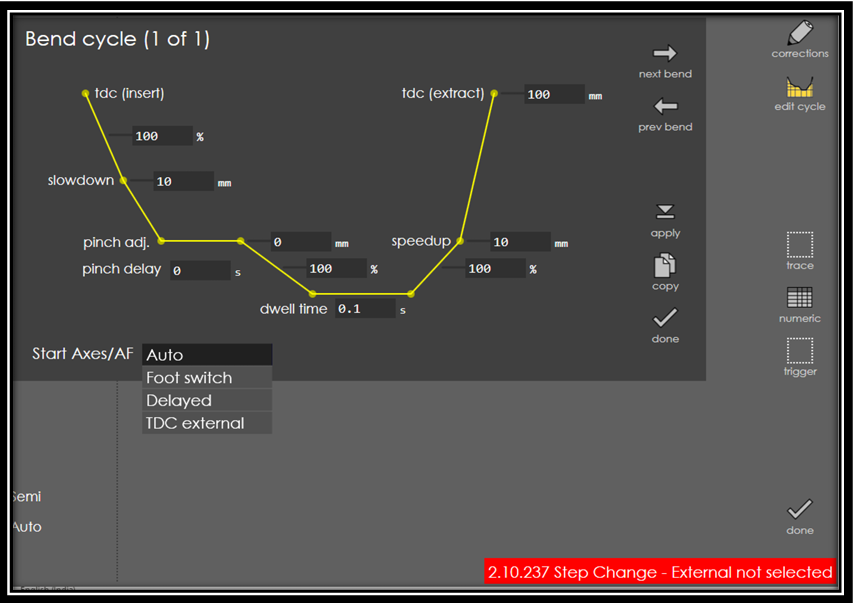 Bend cycle (1 of 1)
corrections
next bend
tdc (insert)
tdc (extract) 100 mm
edit cycle
prev bend
100 %
slowdown 10 mm
apply
pinch adj. 0 mm
speedup 10 mm
pinch delay 0 s
100 %
100 %
trace
copy
dwell time 0.1 s
numeric
done
Start Axes/AF Auto
Foot switch
Delayed
TDC external
trigger
Semi
Auto
done
2.10.237 Step Change - External not selected